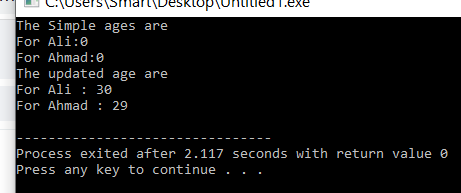 C:\Users\Smart\Desktop\Untitled1.exe
The Simple ages are
For Ali:0
For Ahmad:0
The updated ages are
For Ali : 30
For Ahmad : 29
--------------------------------
Process exited after 2.117 seconds with return value 0
Press any key to continue . . .